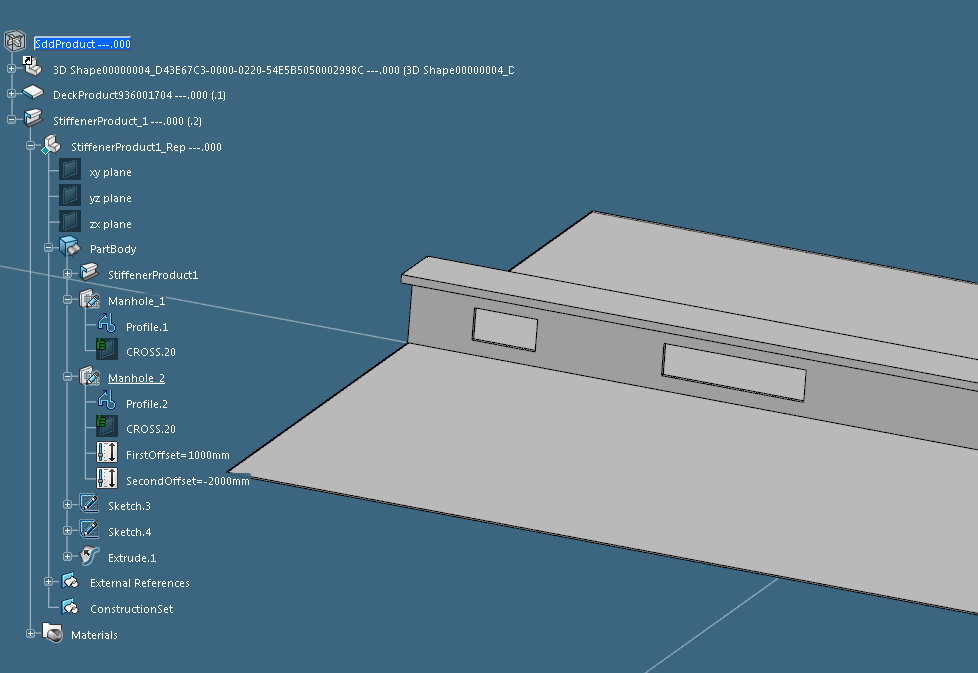 SddProduct ---.000
3D Shape00000004_D43E67C3-0000-0220-54E5B5050002998C ---.000 (3D Shape00000004_D
DeckProduct936001704 ---.000 (.1)
StiffenerProduct_1 ---.000 (.2)
StiffenerProduct1_Rep ---.000
xy plane
yz plane
zx plane
PartBody
StiffenerProduct1
Manhole_1
Profile.1
CROSS.20
Manhole_2
Profile.2
CROSS.20
FirstOffset=1000mm
SecondOffset=-2000mm
Sketch.3
Sketch.4
Extrude.1
External References
ConstructionSet
Materials